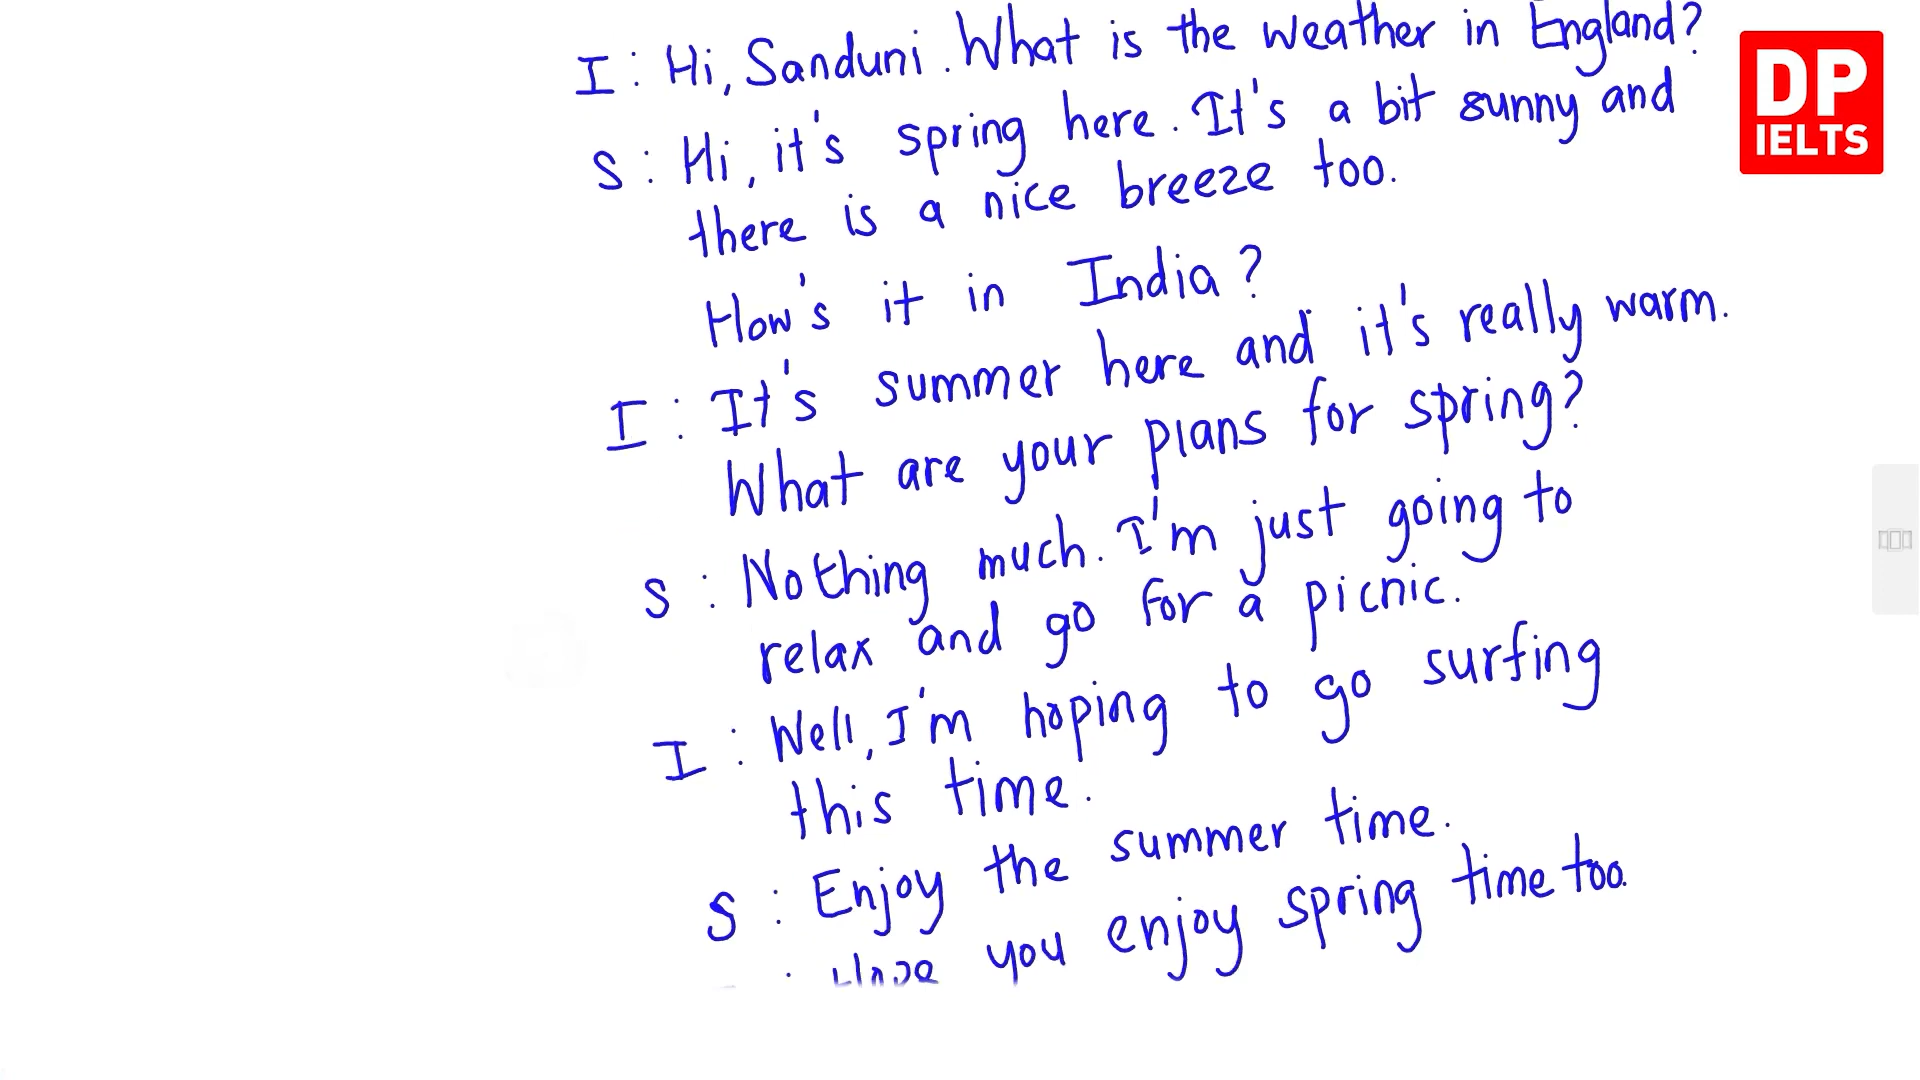 I : Hi, Sanduni. What is the weather in England?
S : Hi, it's spring here. It's a bit sunny and
there is a nice breeze too.
How's it in India?
I : It's summer here and it's really warm.
What are your plans for spring?
S : Nothing much. I'm just going to
relax and go for a picnic.
I : Well, I'm hoping to go surfing
this time.
S : Enjoy the summer time.
: Hope you enjoy spring time too.
DP
IELTS